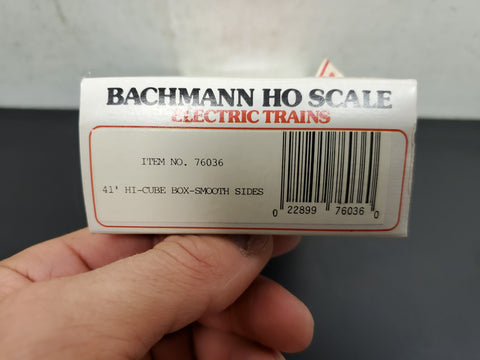 BACHMANN HO SCALE
ELECTRIC TRAINS
ITEM NO. 76036
41' HI-CUBE BOX-SMOOTH SIDES
0 22899 76036 0